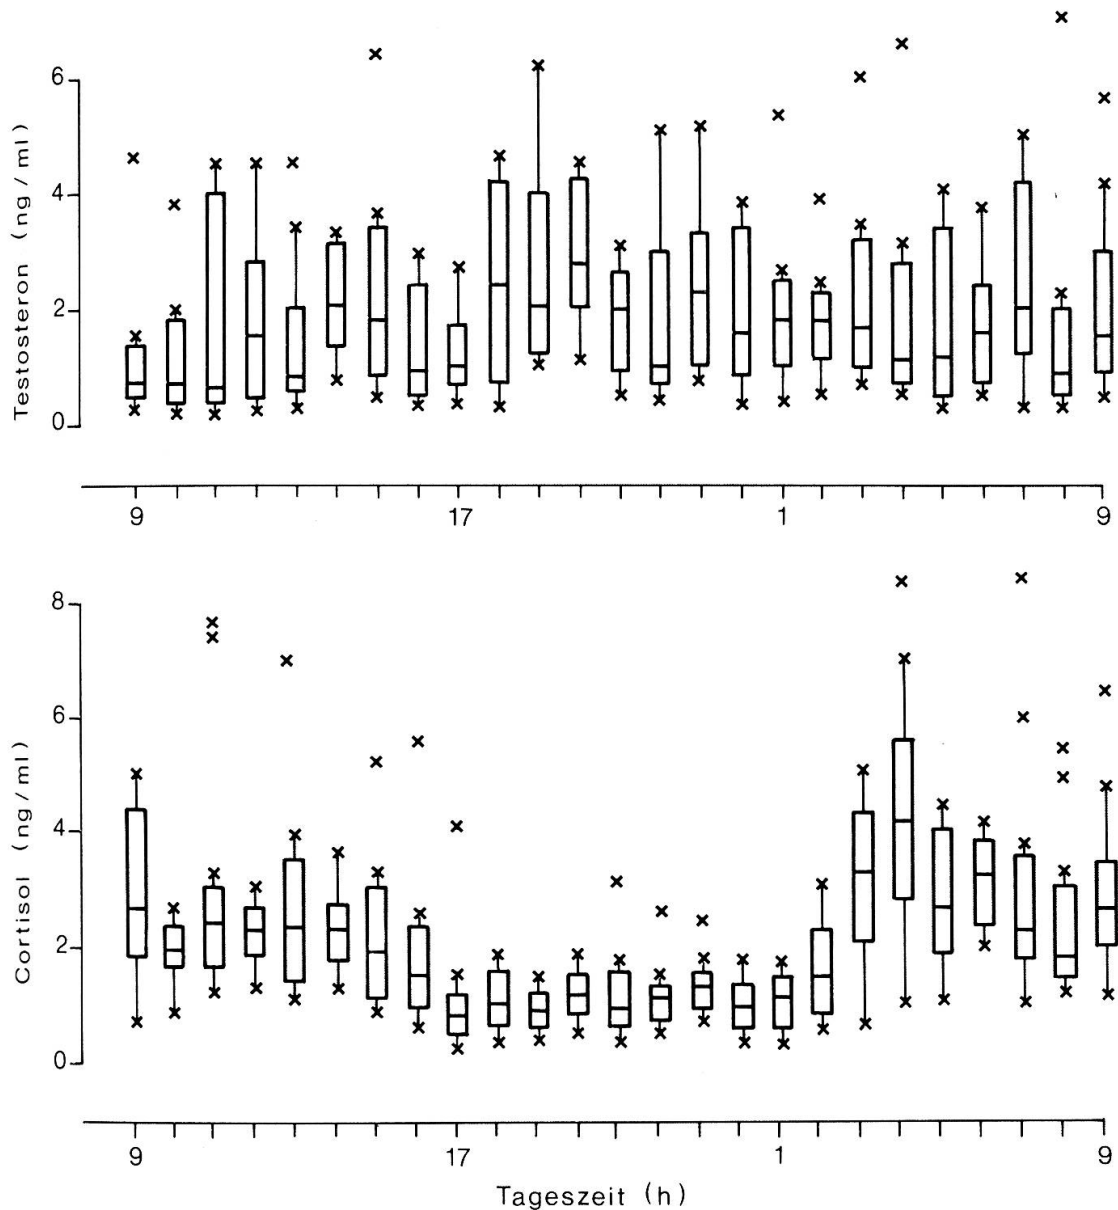 6
4
2
0
Testosteron (ng/ml)
9 17 1 9
8
6
4
2
0
Cortisol (ng/ml)
9 17 1 9
Tageszeit (h)